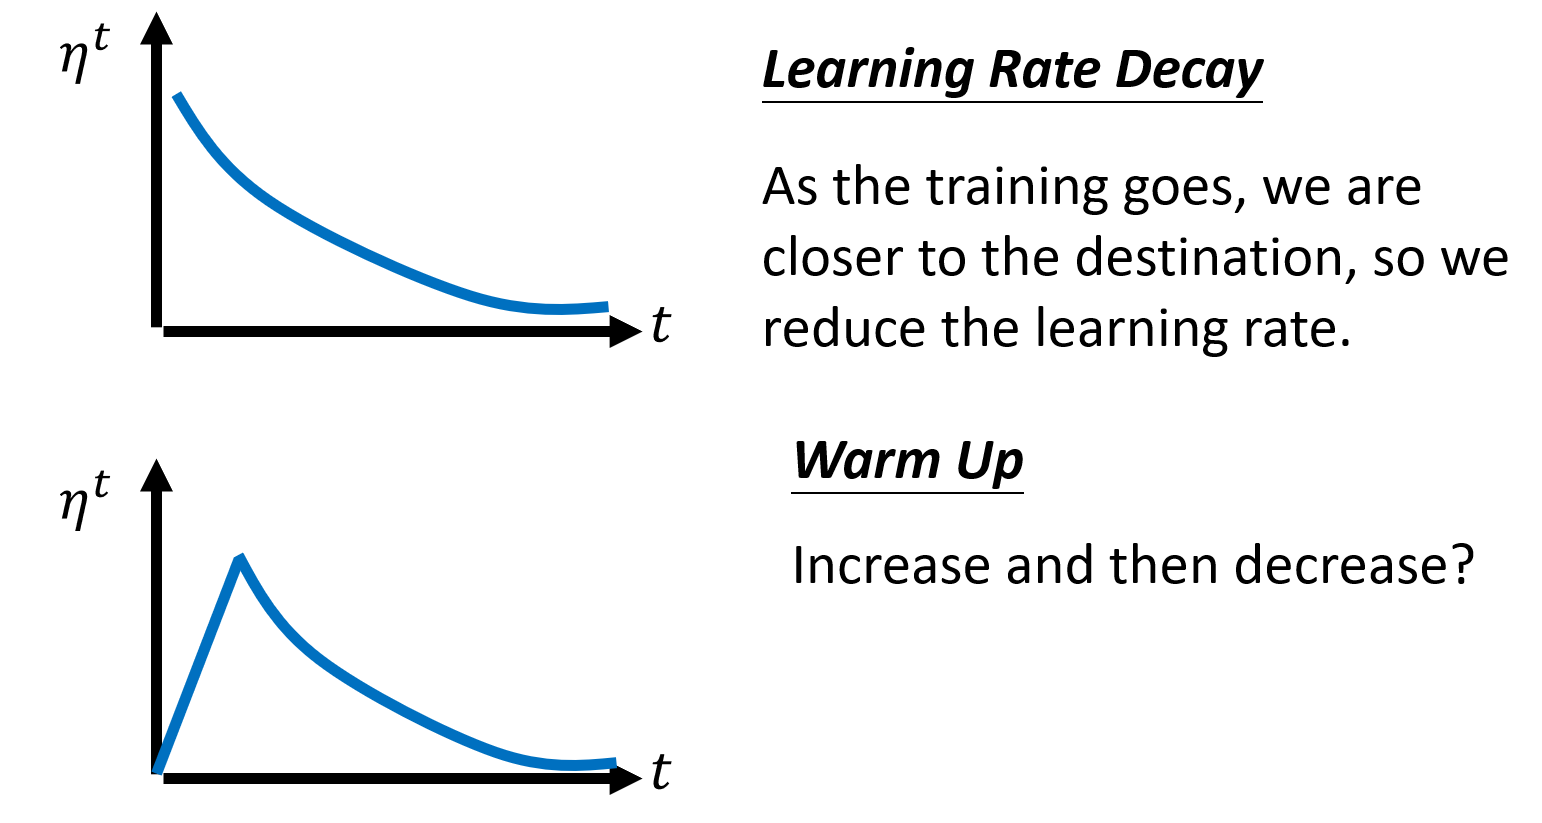 η^t
Learning Rate Decay
As the training goes, we are
closer to the destination, so we
reduce the learning rate.
t
Warm Up
η^t
Increase and then decrease?
t